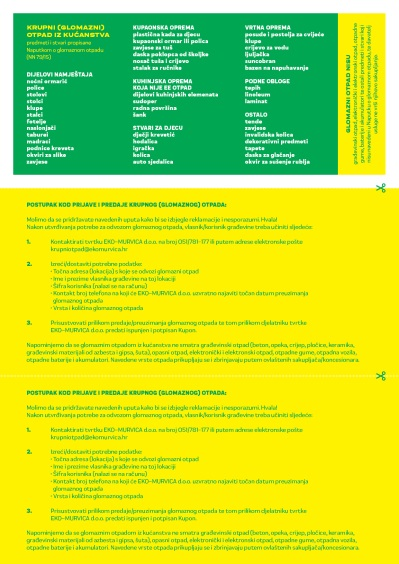 KRUPNI (GLOMAZNI)
OTPAD IZ KUĆANSTVA
predmeti i stvari propisane
Naputkom o glomaznom otpadu
(NN 79/15)
DIJELOVI NAMJEŠTAJA
noćni ormarić
police
stolovi
stolci
klupe
staici
fotelje
naslonjači
taburei
madraci
podnice kreveta
okviri za slike
zavjese
KUPAONSKA OPREMA
plastična kada za djecu
kupaonski ormar ili polica
zavjese za tuš
daska poklopca od školjke
nosač tuša i crijevo
stalak za ručnike
KUHINJSKA OPREMA
KOJA NIJE EE OTPAD
dijelovi kuhinjskih elemenata
sudoper
radna površina
šank
STVARI ZA DJECU
dječji krevetić
hodalica
igračka
kolica
auto sjedalica
VRTNA OPREMA
posude i postolja za cvijeće
klupe
crijevo za vodu
ljuljačka
suncobran
bazen na napuhavanje
PODNE OBLOGE
tepih
linoleum
laminat
OSTALO
tende
zavjese
invalidska kolica
dekorativni predmeti
tapete
daska za glačanje
okvir za sušenje rublja
GLOMAZNI OTPAD NISU
POSTUPAK KOD PRIJAVE I PREDAJE KRUPNOG (GLOMAZNOG) OTPADA:
Molimo da se pridržavate navedenih uputa kako bi se izbjegle reklamacije i nesporazumi. Hvala!
Nakon utvrđivanja potrebe za odvozom glomaznog otpada, vlasnik/korisnik građevine treba učiniti sljedeće:
1. Kontaktirati tvrtku EKO-MURVICA d.o.o. na broj 051/781-177 ili putem adrese elektronske pošte
krupniotpad@ekomurvica.hr
2. Izreći/dostaviti potrebne podatke:
- Točna adresa (lokacija) s koje se odvozi glomazni otpad
- Ime i prezime vlasnika građevine na toj lokaciji
- Šifra korisnika (nalazi se na računu)
- Kontakt broj telefona na koji će EKO-MURVICA d.o.o. uzvratno najaviti točan datum preuzimanja
glomaznog otpada
- Vrsta i količina glomaznog otpada
3. Prisustvovati prilikom predaje/preuzimanja glomaznog otpada te tom prilikom djelatniku tvrtke
EKO-MURVICA d.o.o. predati ispunjen i potpisan Kupon.
Napominjemo da se glomaznim otpadom iz kućanstva ne smatra građevinski otpad (beton, opeka, crijep, pločice, keramika,
građevinski materijali od azbesta i gipsa, šuta), opasni otpad, elektronički i elektronski otpad, otpadne gume, otpadna vozila,
otpadne baterije i akumulatori. Navedene vrste otpada prikupljaju se i zbrinjavaju putem ovlaštenih sakupljača/koncesionara.
POSTUPAK KOD PRIJAVE I PREDAJE KRUPNOG (GLOMAZNOG) OTPADA:
Molimo da se pridržavate navedenih uputa kako bi se izbjegle reklamacije i nesporazumi. Hvala!
Nakon utvrđivanja potrebe za odvozom glomaznog otpada, vlasnik/korisnik građevine treba učiniti sljedeće:
1. Kontaktirati tvrtku EKO-MURVICA d.o.o. na broj 051/781-177 ili putem adrese elektronske pošte
krupniotpad@ekomurvica.hr
2. Izreći/dostaviti potrebne podatke:
- Točna adresa (lokacija) s koje se odvozi glomazni otpad
- Ime i prezime vlasnika građevine na toj lokaciji
- Šifra korisnika (nalazi se na računu)
- Kontakt broj telefona na koji će EKO-MURVICA d.o.o. uzvratno najaviti točan datum preuzimanja
glomaznog otpada
- Vrsta i količina glomaznog otpada
3. Prisustvovati prilikom predaje/preuzimanja glomaznog otpada te tom prilikom djelatniku tvrtke
EKO-MURVICA d.o.o. predati ispunjen i potpisan Kupon.
Napominjemo da se glomaznim otpadom iz kućanstva ne smatra građevinski otpad (beton, opeka, crijep, pločice, keramika,
građevinski materijali od azbesta i gipsa, šuta), opasni otpad, elektronički i elektronski otpad, otpadne gume, otpadna vozila,
otpadne baterije i akumulatori. Navedene vrste otpada prikupljaju se i zbrinjavaju putem ovlaštenih sakupljača/koncesionara.